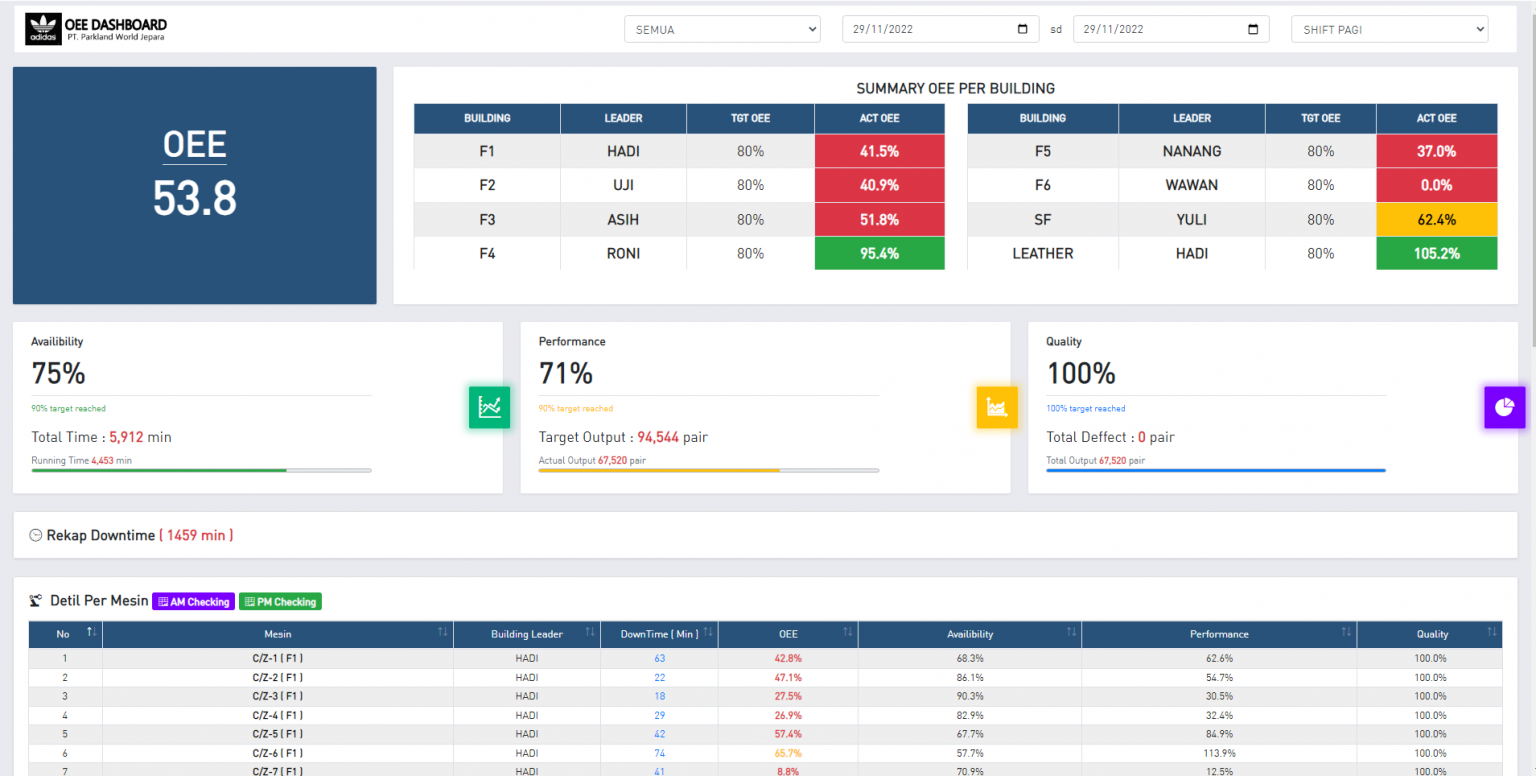 adidas
OEE DASHBOARD
PT. Parkland World Jepara
SEMUA
29/11/2022
sd
29/11/2022
SHIFT PAGI
OEE
53.8
SUMMARY OEE PER BUILDING
BUILDING LEADER TGT OEE ACT OEE
F1 HADI 80% 41.5%
F2 UJI 80% 40.9%
F3 ASIH 80% 51.8%
F4 RONI 80% 95.4%
BUILDING LEADER TGT OEE ACT OEE
F5 NANANG 80% 37.0%
F6 WAWAN 80% 0.0%
SF YULI 80% 62.4%
LEATHER HADI 80% 105.2%
Availibility
75%
90% target reached
Total Time : 5,912 min
Running Time 4,453 min
Performance
71%
90% target reached
Target Output : 94,544 pair
Actual Output 67,520 pair
Quality
100%
100% target reached
Total Deffect : 0 pair
Total Output 67,520 pair
Rekap Downtime ( 1459 min )
Detil Per Mesin AM Checking PM Checking
No Mesin Building Leader DownTime ( Min ) OEE Availibility Performance Quality
1 C/Z-1 ( F1 ) HADI 63 42.8% 68.3% 62.6% 100.0%
2 C/Z-2 ( F1 ) HADI 22 47.1% 86.1% 54.7% 100.0%
3 C/Z-3 ( F1 ) HADI 18 27.5% 90.3% 30.5% 100.0%
4 C/Z-4 ( F1 ) HADI 29 26.9% 82.9% 32.4% 100.0%
5 C/Z-5 ( F1 ) HADI 42 57.4% 67.7% 84.9% 100.0%
6 C/Z-6 ( F1 ) HADI 74 65.7% 57.7% 113.9% 100.0%
7 C/Z-7 ( F1 ) HADI 41 8.8% 70.9% 12.5% 100.0%